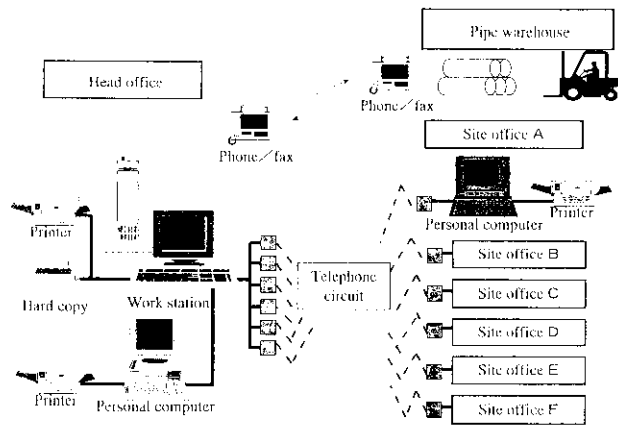 Pipe warehouse
Head office
Phone/fax
Phone/fax
Site office A
Printer
Personal computer
Printer
Hard copy
Work station
Telephone
circuit
Site office B
Site office C
Site office D
Site office E
Site office F
Printer
Personal computer